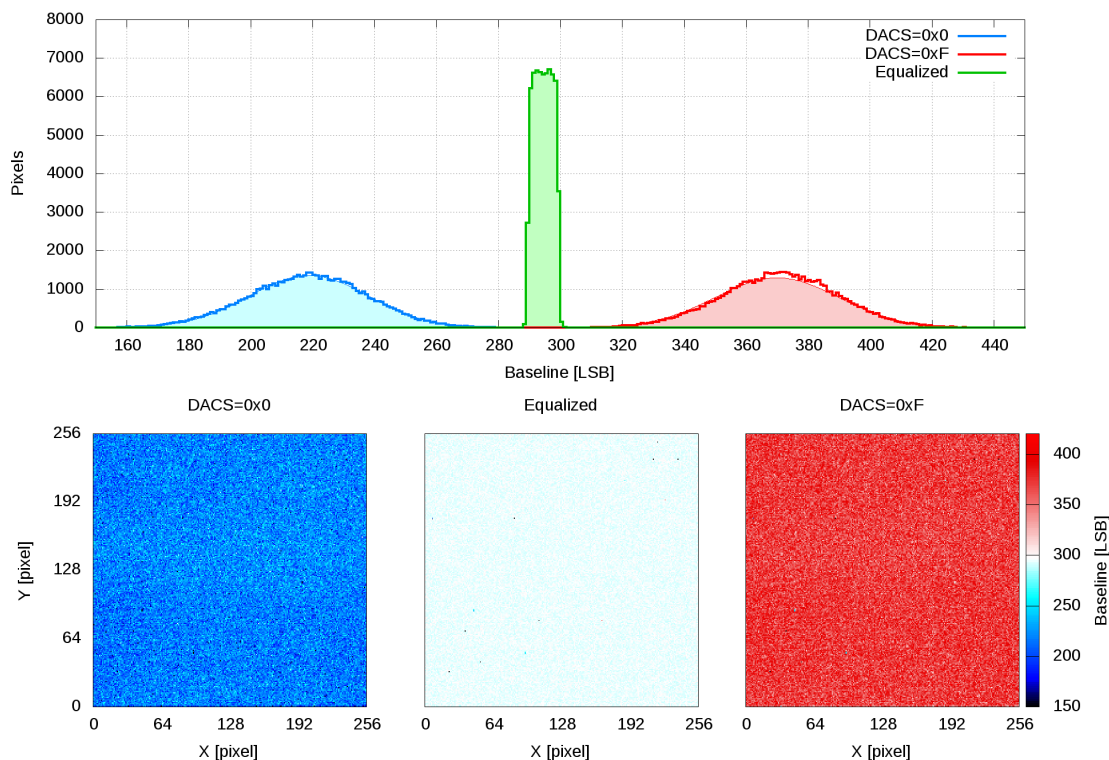 8000
7000
6000
5000
4000
3000
2000
1000
0
Pixels
DACS=0x0
DACS=0xF
Equalized
160 180 200 220 240 260 280 300 320 340 360 380 400 420 440
Baseline [LSB]
DACS=0x0 Equalized DACS=0xF
256
192
128
64
0
Y [pixel]
0 64 128 192 256
X [pixel]
0 64 128 192 256
X [pixel]
0 64 128 192 256
X [pixel]
400
350
300
250
200
150
Baseline [LSB]